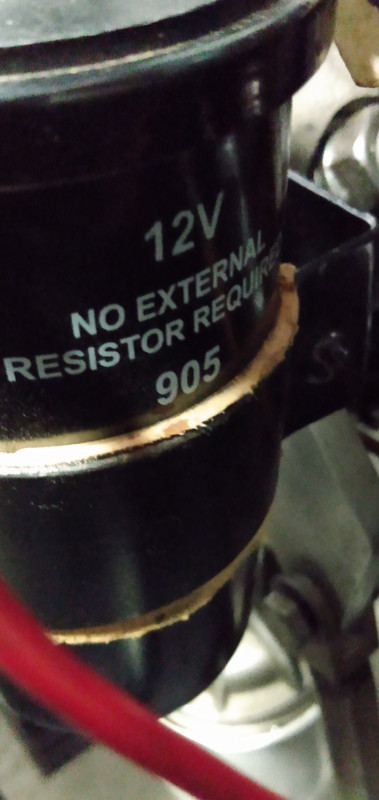 12V
NO EXTERNAL
RESISTOR REQUIRED
905